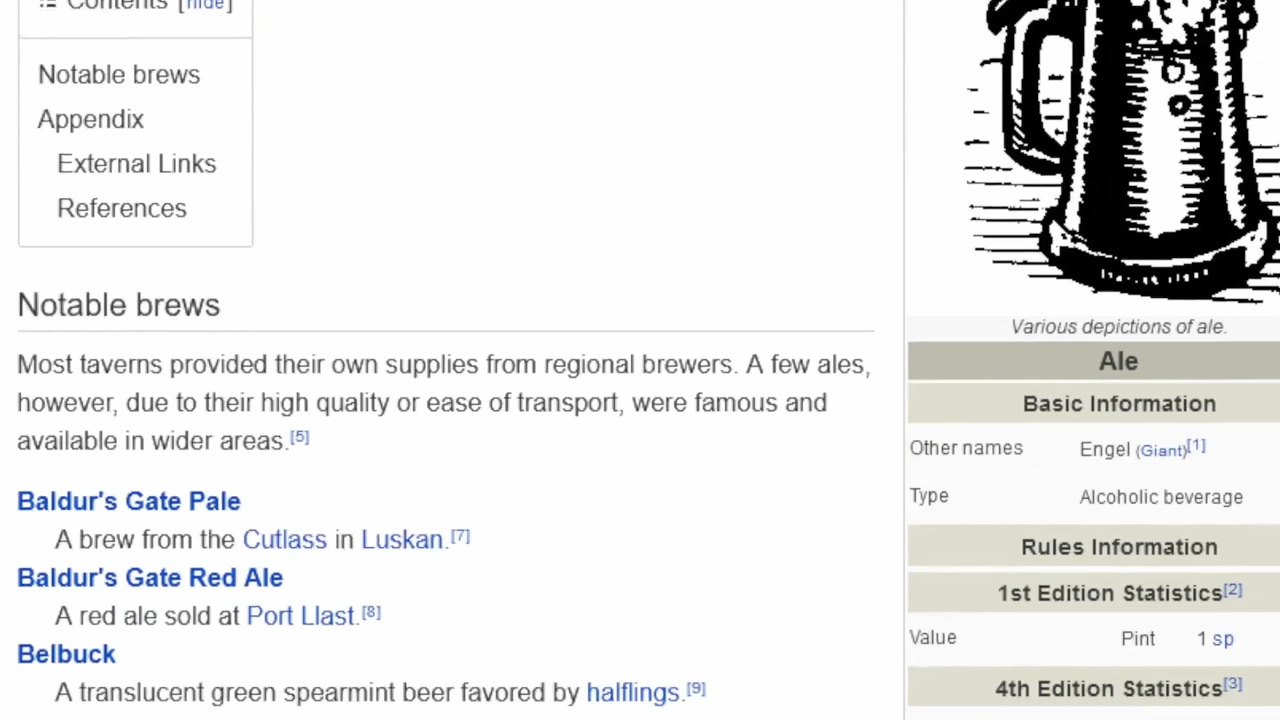 Contents [hide]
Notable brews
Appendix
External Links
References
Notable brews
Most taverns provided their own supplies from regional brewers. A few ales,
however, due to their high quality or ease of transport, were famous and
available in wider areas.[5]
Baldur's Gate Pale
A brew from the Cutlass in Luskan.[7]
Baldur's Gate Red Ale
A red ale sold at Port Llast.[8]
Belbuck
A translucent green spearmint beer favored by halflings.[9]
Various depictions of ale.
Ale
Basic Information
Other names Engel (Giant)[1]
Type Alcoholic beverage
Rules Information
1st Edition Statistics[2]
Value Pint 1 sp
4th Edition Statistics[3]